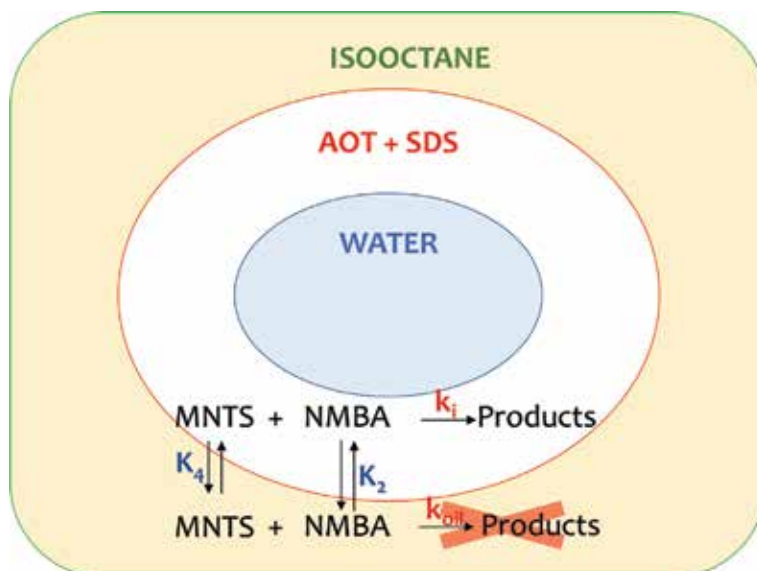 ISOOCTANE
AOT + SDS
WATER
MNTS + NMBA kᵢ Products
K₄ K₂
MNTS + NMBA kₒᵢₗ Products